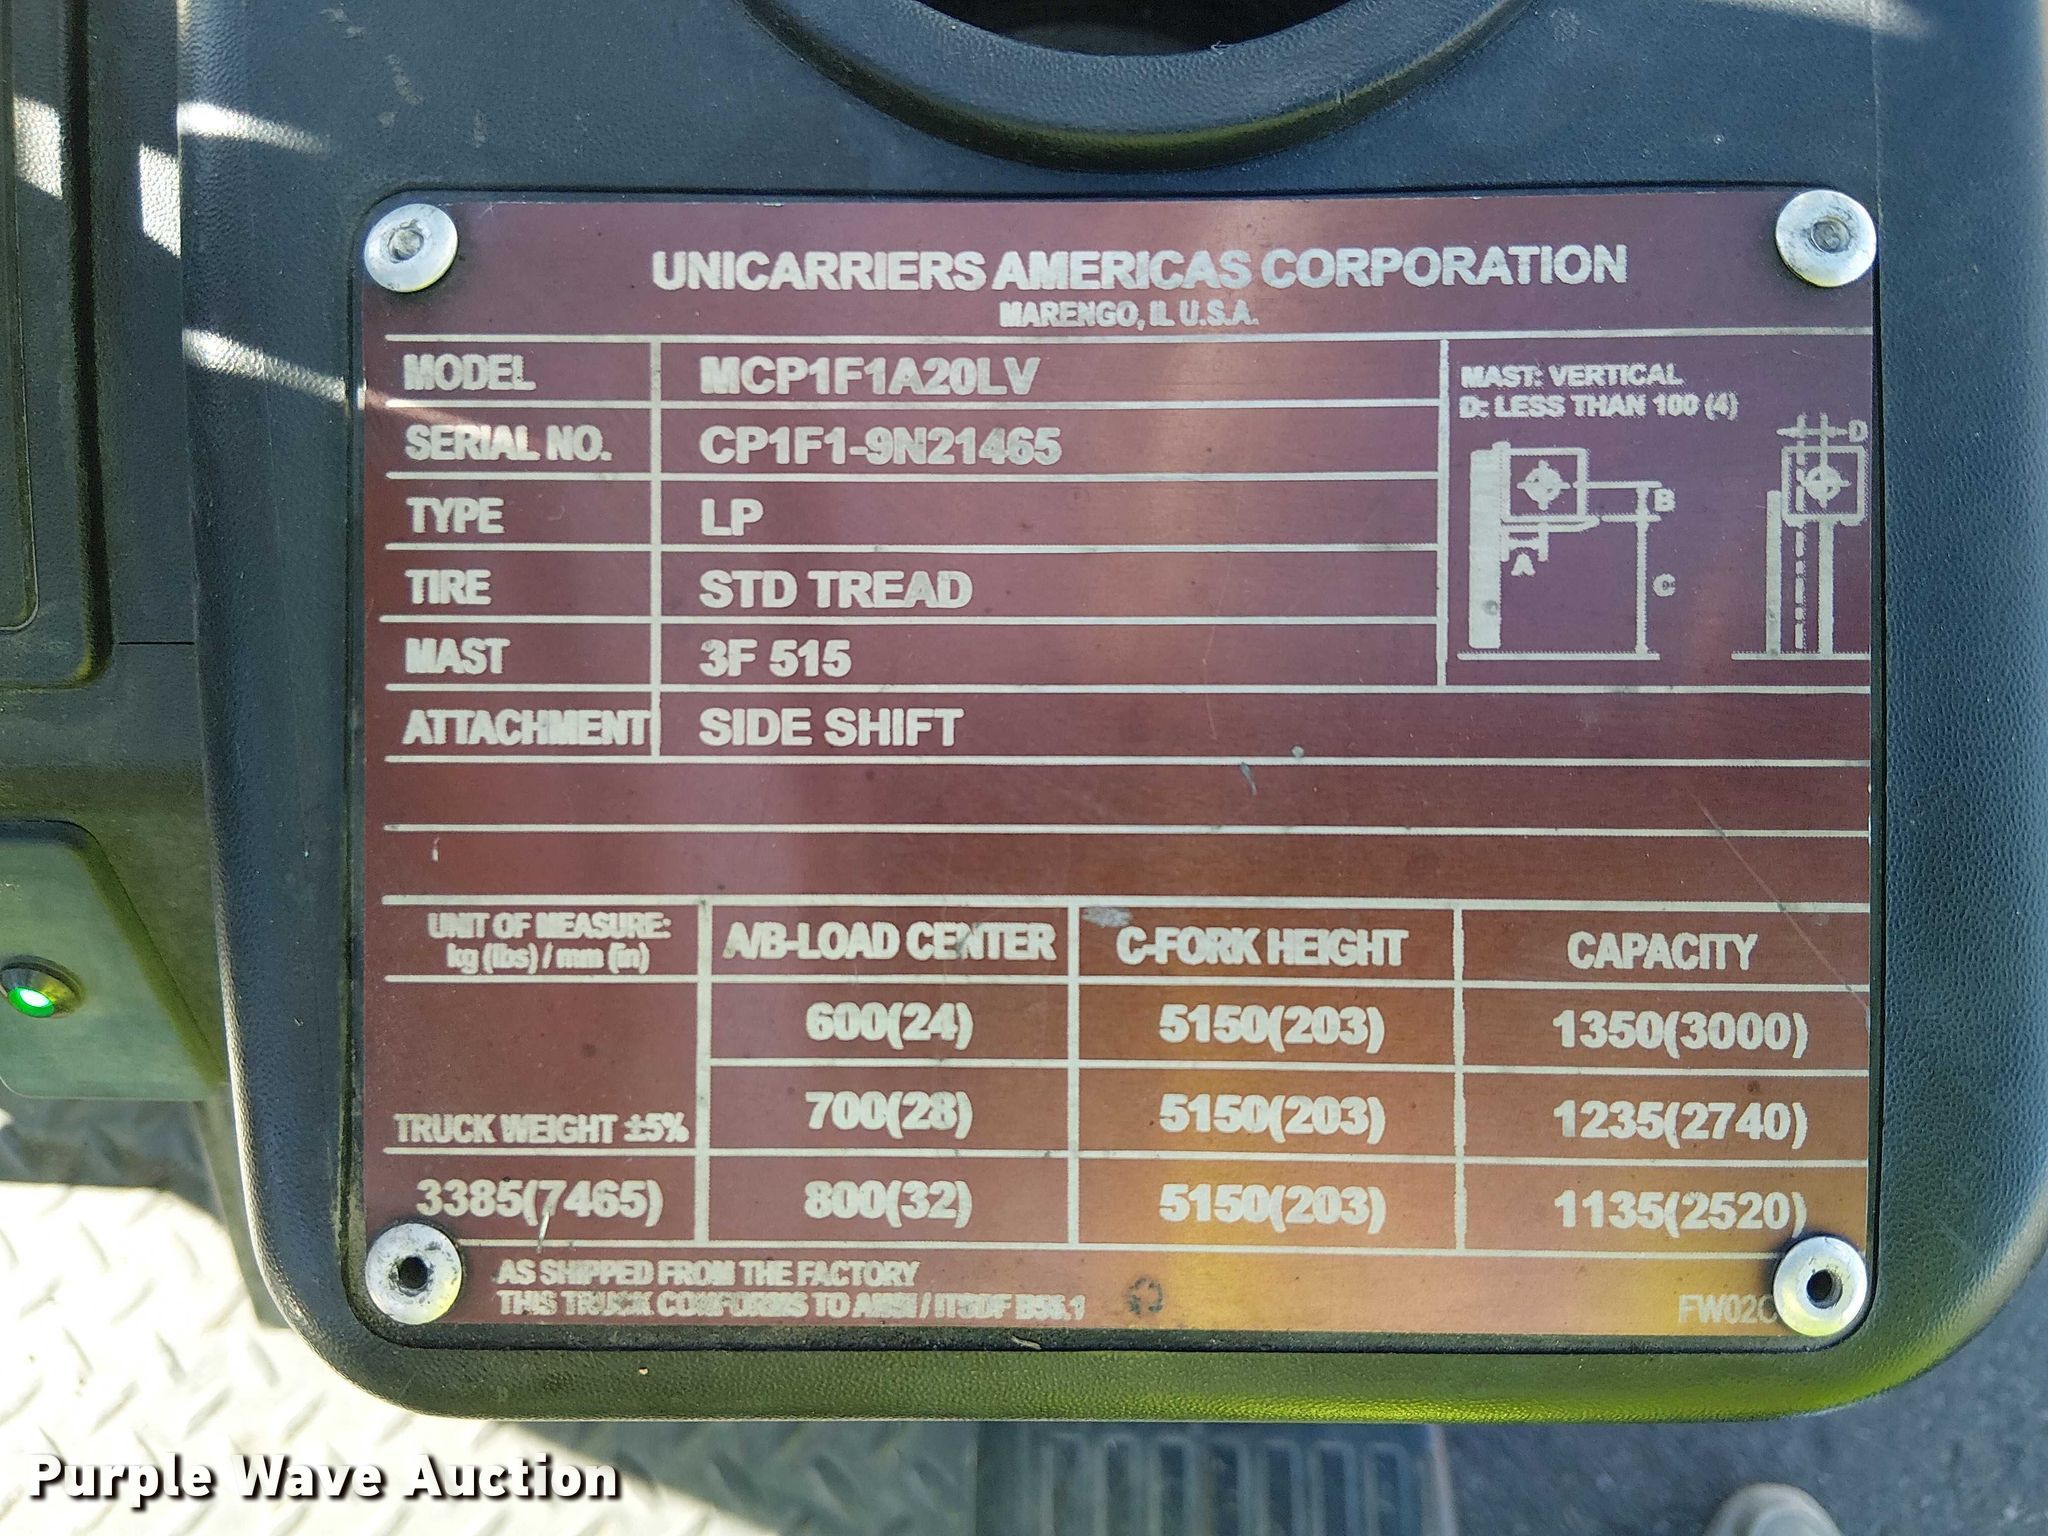 UNICARRIERS AMERICAS CORPORATION
MARENGO, IL U.S.A.
MODEL MCP1F1A20LV
SERIAL NO. CP1F1-9N21465
TYPE LP
TIRE STD TREAD
MAST 3F 515
ATTACHMENT SIDE SHIFT
MAST: VERTICAL
D: LESS THAN 100 (4)
D
B
A
C
UNIT OF MEASURE:
kg (lbs) / mm (in)
A/B-LOAD CENTER C-FORK HEIGHT CAPACITY
600(24) 5150(203) 1350(3000)
700(28) 5150(203) 1235(2740)
TRUCK WEIGHT ±5%
3385(7465) 800(32) 5150(203) 1135(2520)
AS SHIPPED FROM THE FACTORY
THIS TRUCK CONFORMS TO ANSI / ITSDF B56.1
Purple Wave Auction